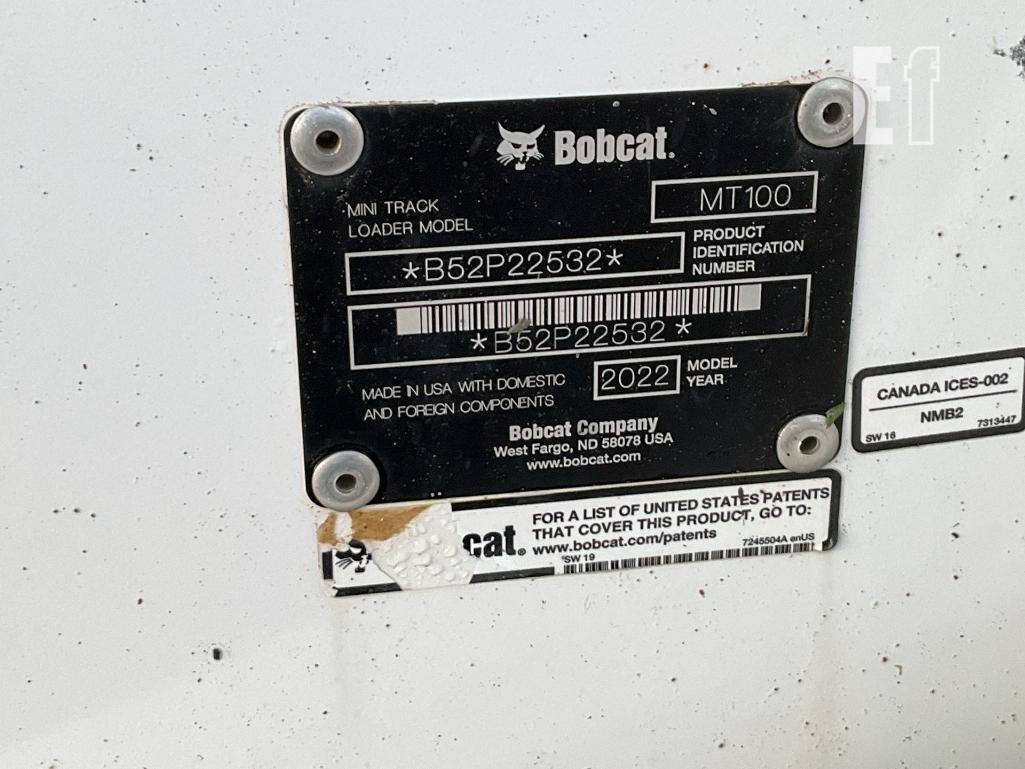 Ef
Bobcat.
MINI TRACK
LOADER MODEL
MT100
*B52P22532*
PRODUCT
IDENTIFICATION
NUMBER
*B52P22532*
MADE IN USA WITH DOMESTIC
AND FOREIGN COMPONENTS
2022
MODEL
YEAR
Bobcat Company
West Fargo, ND 58078 USA
www.bobcat.com
CANADA ICES-002
NMB2
SW 16
7313447
cat.
FOR A LIST OF UNITED STATES PATENTS
THAT COVER THIS PRODUCT, GO TO:
www.bobcat.com/patents
7245504A enUS
*SW 19